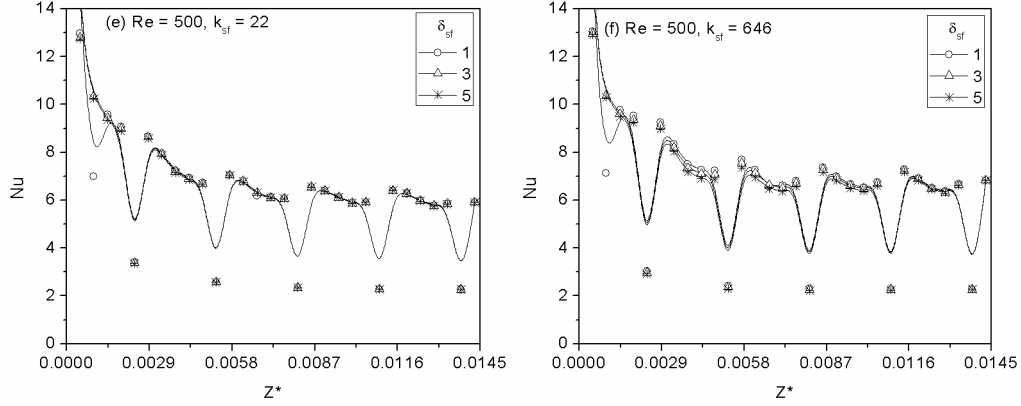 (e) Re = 500, k_sf = 22
δ_sf
1
3
5
Nu
14
12
10
8
6
4
2
0
0.0000 0.0029 0.0058 0.0087 0.0116 0.0145
Z*
(f) Re = 500, k_sf = 646
δ_sf
1
3
5
Nu
14
12
10
8
6
4
2
0
0.0000 0.0029 0.0058 0.0087 0.0116 0.0145
Z*